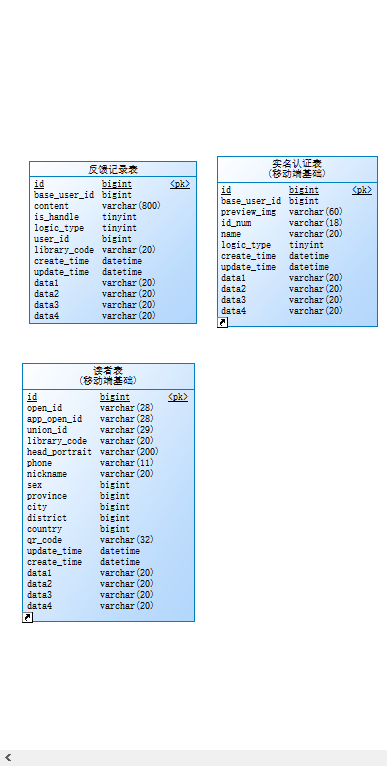 反馈记录表
id bigint <pk>
base_user_id bigint
content varchar(800)
is_handle tinyint
logic_type tinyint
user_id bigint
library_code varchar(20)
create_time datetime
update_time datetime
data1 varchar(20)
data2 varchar(20)
data3 varchar(20)
data4 varchar(20)
实名认证表
(移动端基础)
id bigint <pk>
base_user_id bigint
preview_img varchar(60)
id_num varchar(18)
name varchar(20)
logic_type tinyint
create_time datetime
update_time datetime
data1 varchar(20)
data2 varchar(20)
data3 varchar(20)
data4 varchar(20)
读者表
(移动端基础)
id bigint <pk>
open_id varchar(28)
app_open_id varchar(28)
union_id varchar(29)
library_code varchar(20)
head_portrait varchar(200)
phone varchar(11)
nickname varchar(20)
sex bigint
province bigint
city bigint
district bigint
country bigint
qr_code varchar(32)
update_time datetime
create_time datetime
data1 varchar(20)
data2 varchar(20)
data3 varchar(20)
data4 varchar(20)